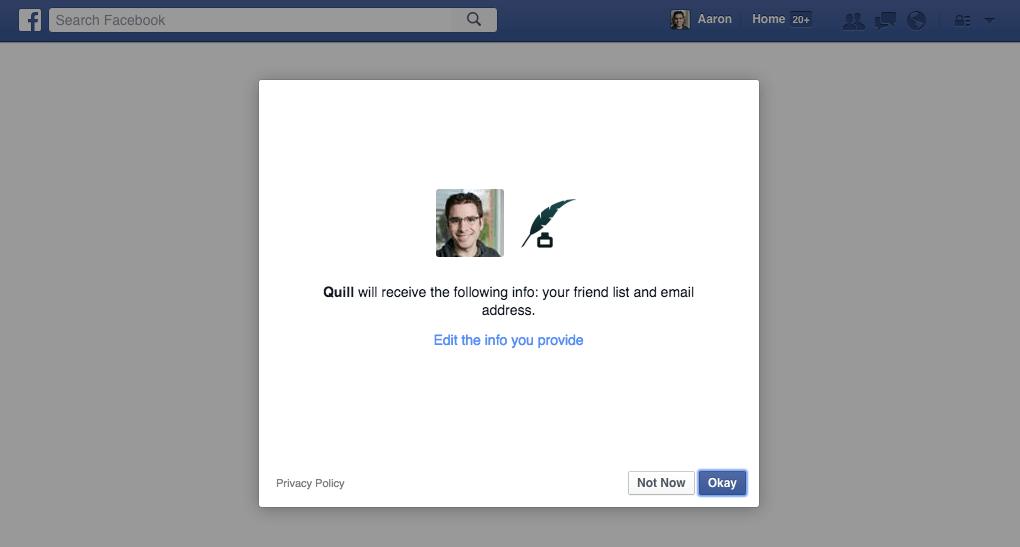 Search Facebook
Aaron
Home 20+
Quill will receive the following info: your friend list and email
address.
Edit the info you provide
Privacy Policy
Not Now
Okay